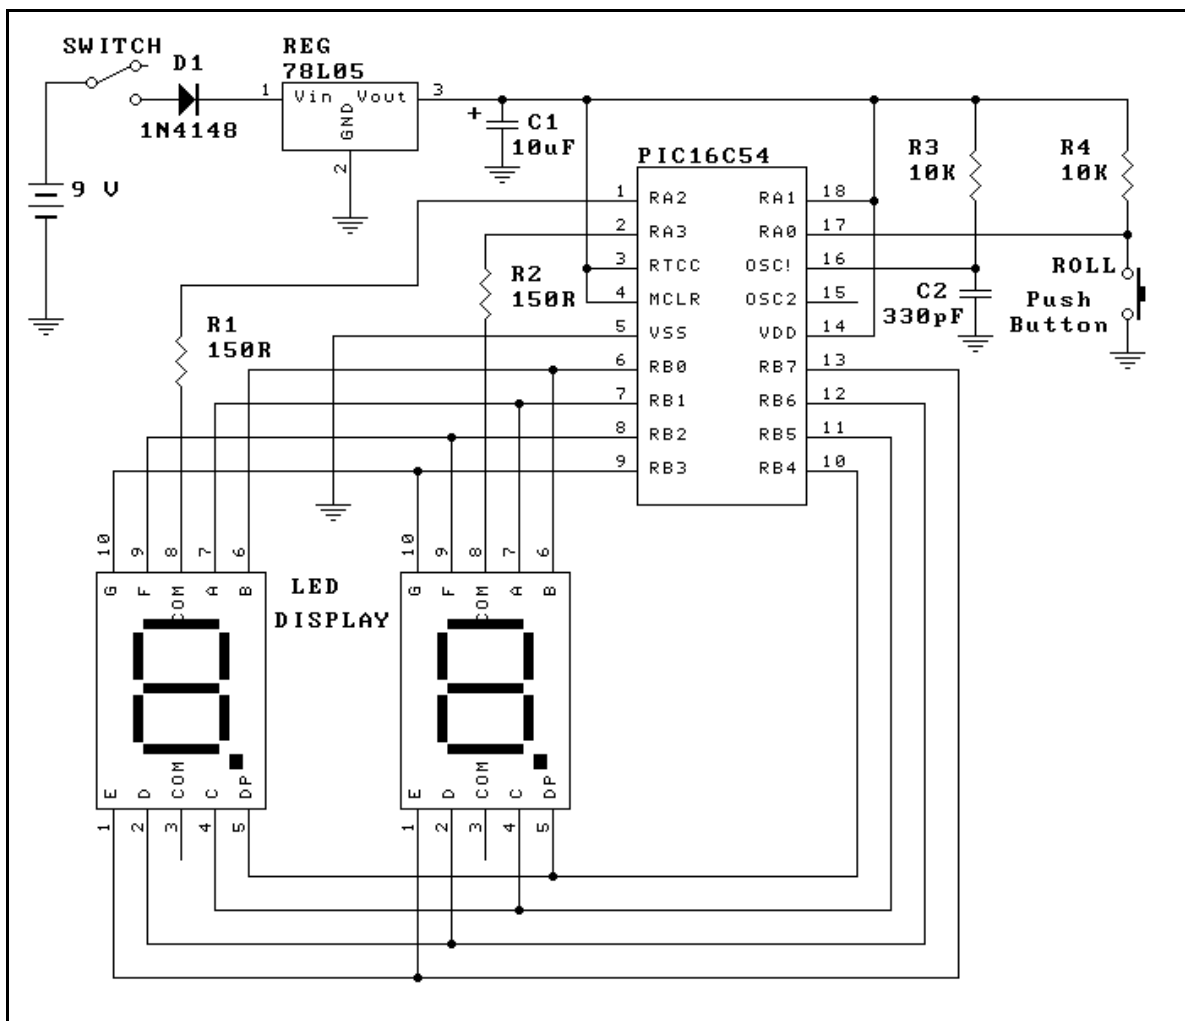 SWITCH
D1
1N4148
REG
78L05
1
Vin
Vout
3
GND
2
+
C1
10uF
9 V
PIC16C54
R3
10K
R4
10K
1
RA2
RA1
18
2
RA3
RA0
17
3
RTCC
OSC!
16
4
MCLR
OSC2
15
5
VSS
VDD
14
6
RB0
RB7
13
7
RB1
RB6
12
8
RB2
RB5
11
9
RB3
RB4
10
R2
150R
R1
150R
C2
330pF
ROLL
Push
Button
10
9
8
7
6
G
F
COM
A
B
LED
DISPLAY
E
D
COM
C
DP
1
2
3
4
5
10
9
8
7
6
G
F
COM
A
B
E
D
COM
C
DP
1
2
3
4
5